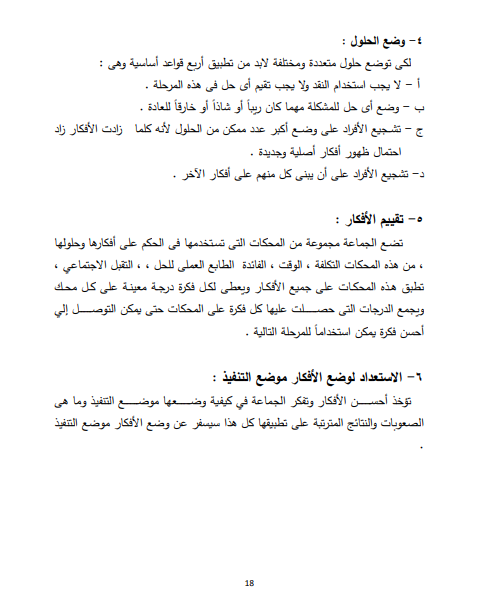 ٤- وضع الحلول :
لكى توضع حلول متعددة ومختلفة لابد من تطبيق أربع قواعد أساسية وهى :
أ – لا يجب استخدام النقد ولا يجب تقيم أى حل فى هذه المرحلة .
ب – وضع أى حل للمشكلة مهما كان ريباً أو شاذاً أو خارقاً للعادة .
ج – تشجيع الأفراد على وضع أكبر عدد ممكن من الحلول لأنه كلما زادت الأفكار زاد
احتمال ظهور أفكار أصلية وجديدة .
د- تشجيع الأفراد على أن يبنى كل منهم على أفكار الآخر .
٥- تقييم الأفكار :
تضع الجماعة مجموعة من المحكات التى تستخدمها فى الحكم على أفكارها وحلولها
، من هذه المحكات التكلفة ، الوقت ، الفائدة الطابع العملى للحل ، ، التقبل الاجتماعي ،
تطبق هذه المحكات على جميع الأفكار ويعطى لكل فكرة درجة معينة على كل محك
ويجمع الدرجات التى حصلت عليها كل فكرة على المحكات حتى يمكن التوصل إلي
أحسن فكرة يمكن استخداماً للمرحلة التالية .
٦- الاستعداد لوضع الأفكار موضع التنفيذ :
تؤخذ أحسن الأفكار وتفكر الجماعة في كيفية وضعها موضع التنفيذ وما هى
الصعوبات والنتائج المترتبة على تطبيقها كل هذا سيسفر عن وضع الأفكار موضع التنفيذ
.
18